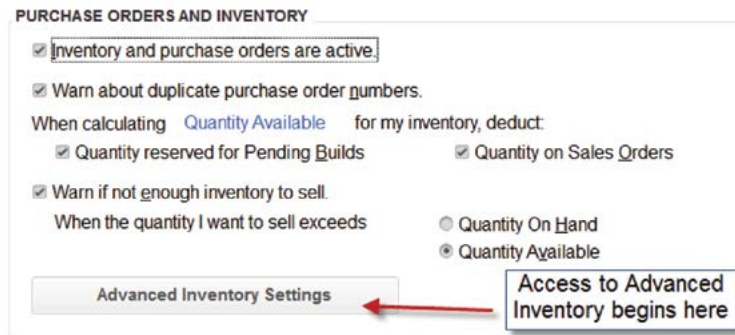 PURCHASE ORDERS AND INVENTORY
Inventory and purchase orders are active.
Warn about duplicate purchase order numbers.
When calculating Quantity Available for my inventory, deduct:
Quantity reserved for Pending Builds Quantity on Sales Orders
Warn if not enough inventory to sell.
When the quantity I want to sell exceeds Quantity On Hand
Quantity Available
Advanced Inventory Settings
Access to Advanced
Inventory begins here